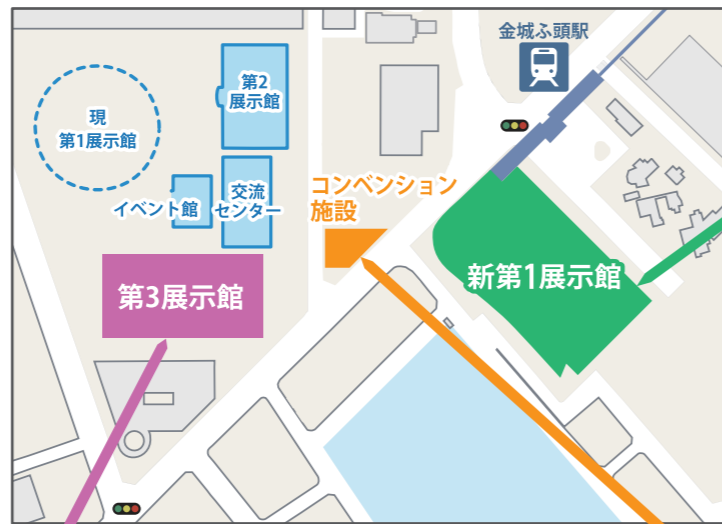 金城ふ頭駅
第2
展示館
現
第1展示館
コンベンション
施設
イベント館
交流
センター
新第1展示館
第3展示館